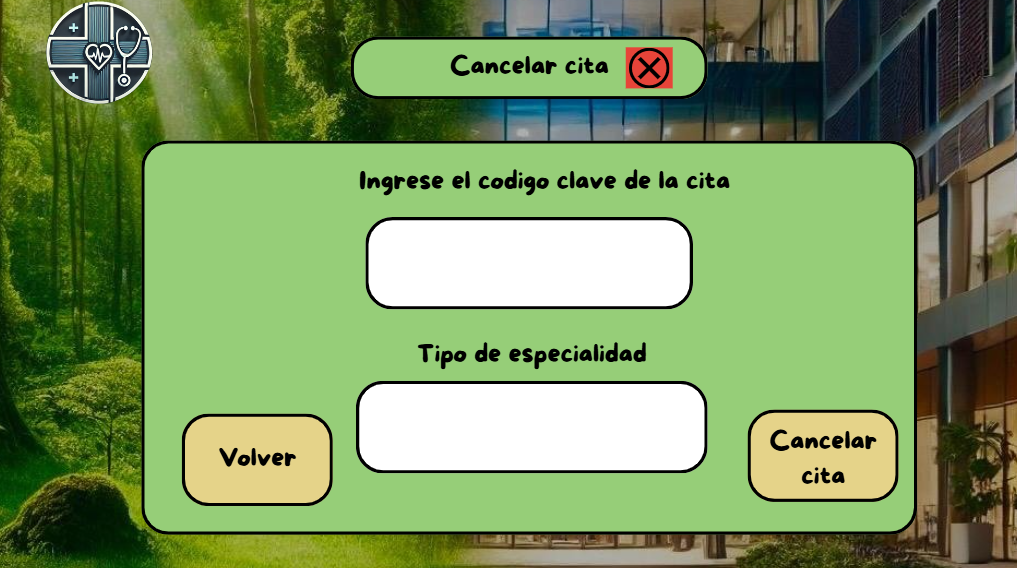 Cancelar cita
Ingrese el codigo clave de la cita
Tipo de especialidad
Volver
Cancelar
cita